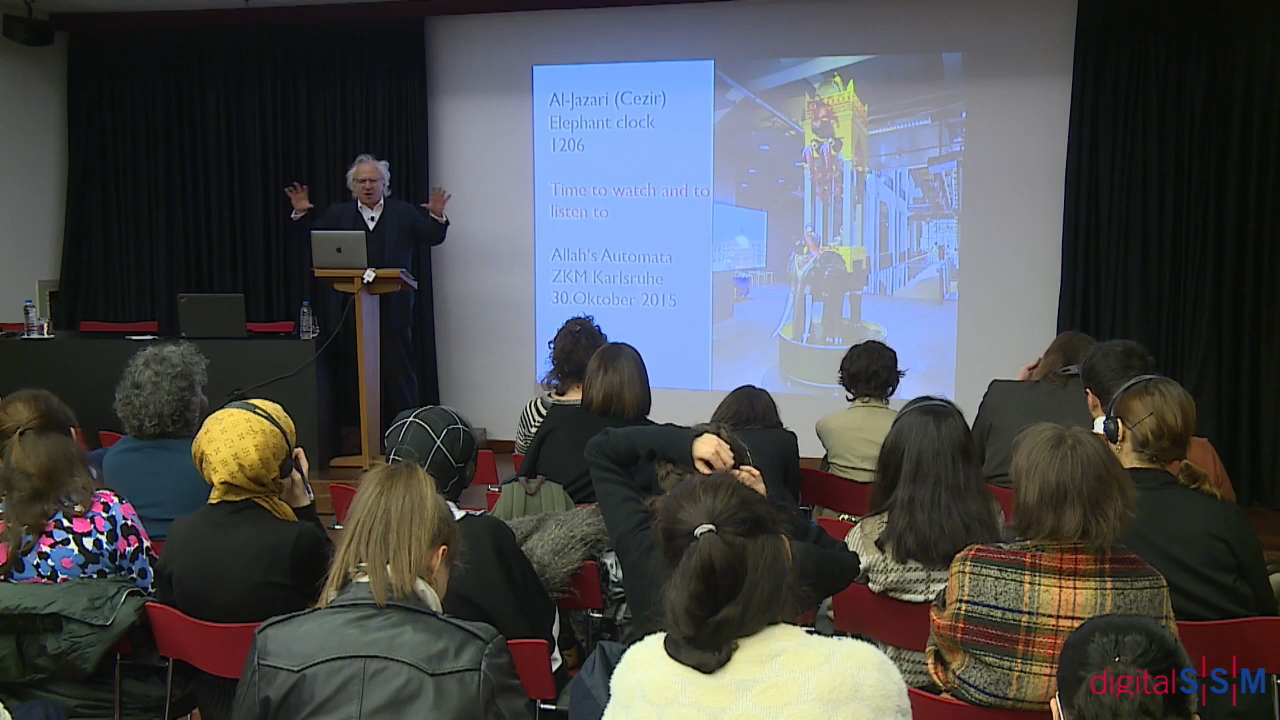 Al-Jazari (Cezir)
Elephant clock
1206
Time to watch and to
listen to
Allah's Automata
ZKM Karlsruhe
30.Oktober 2015
digitalSSM